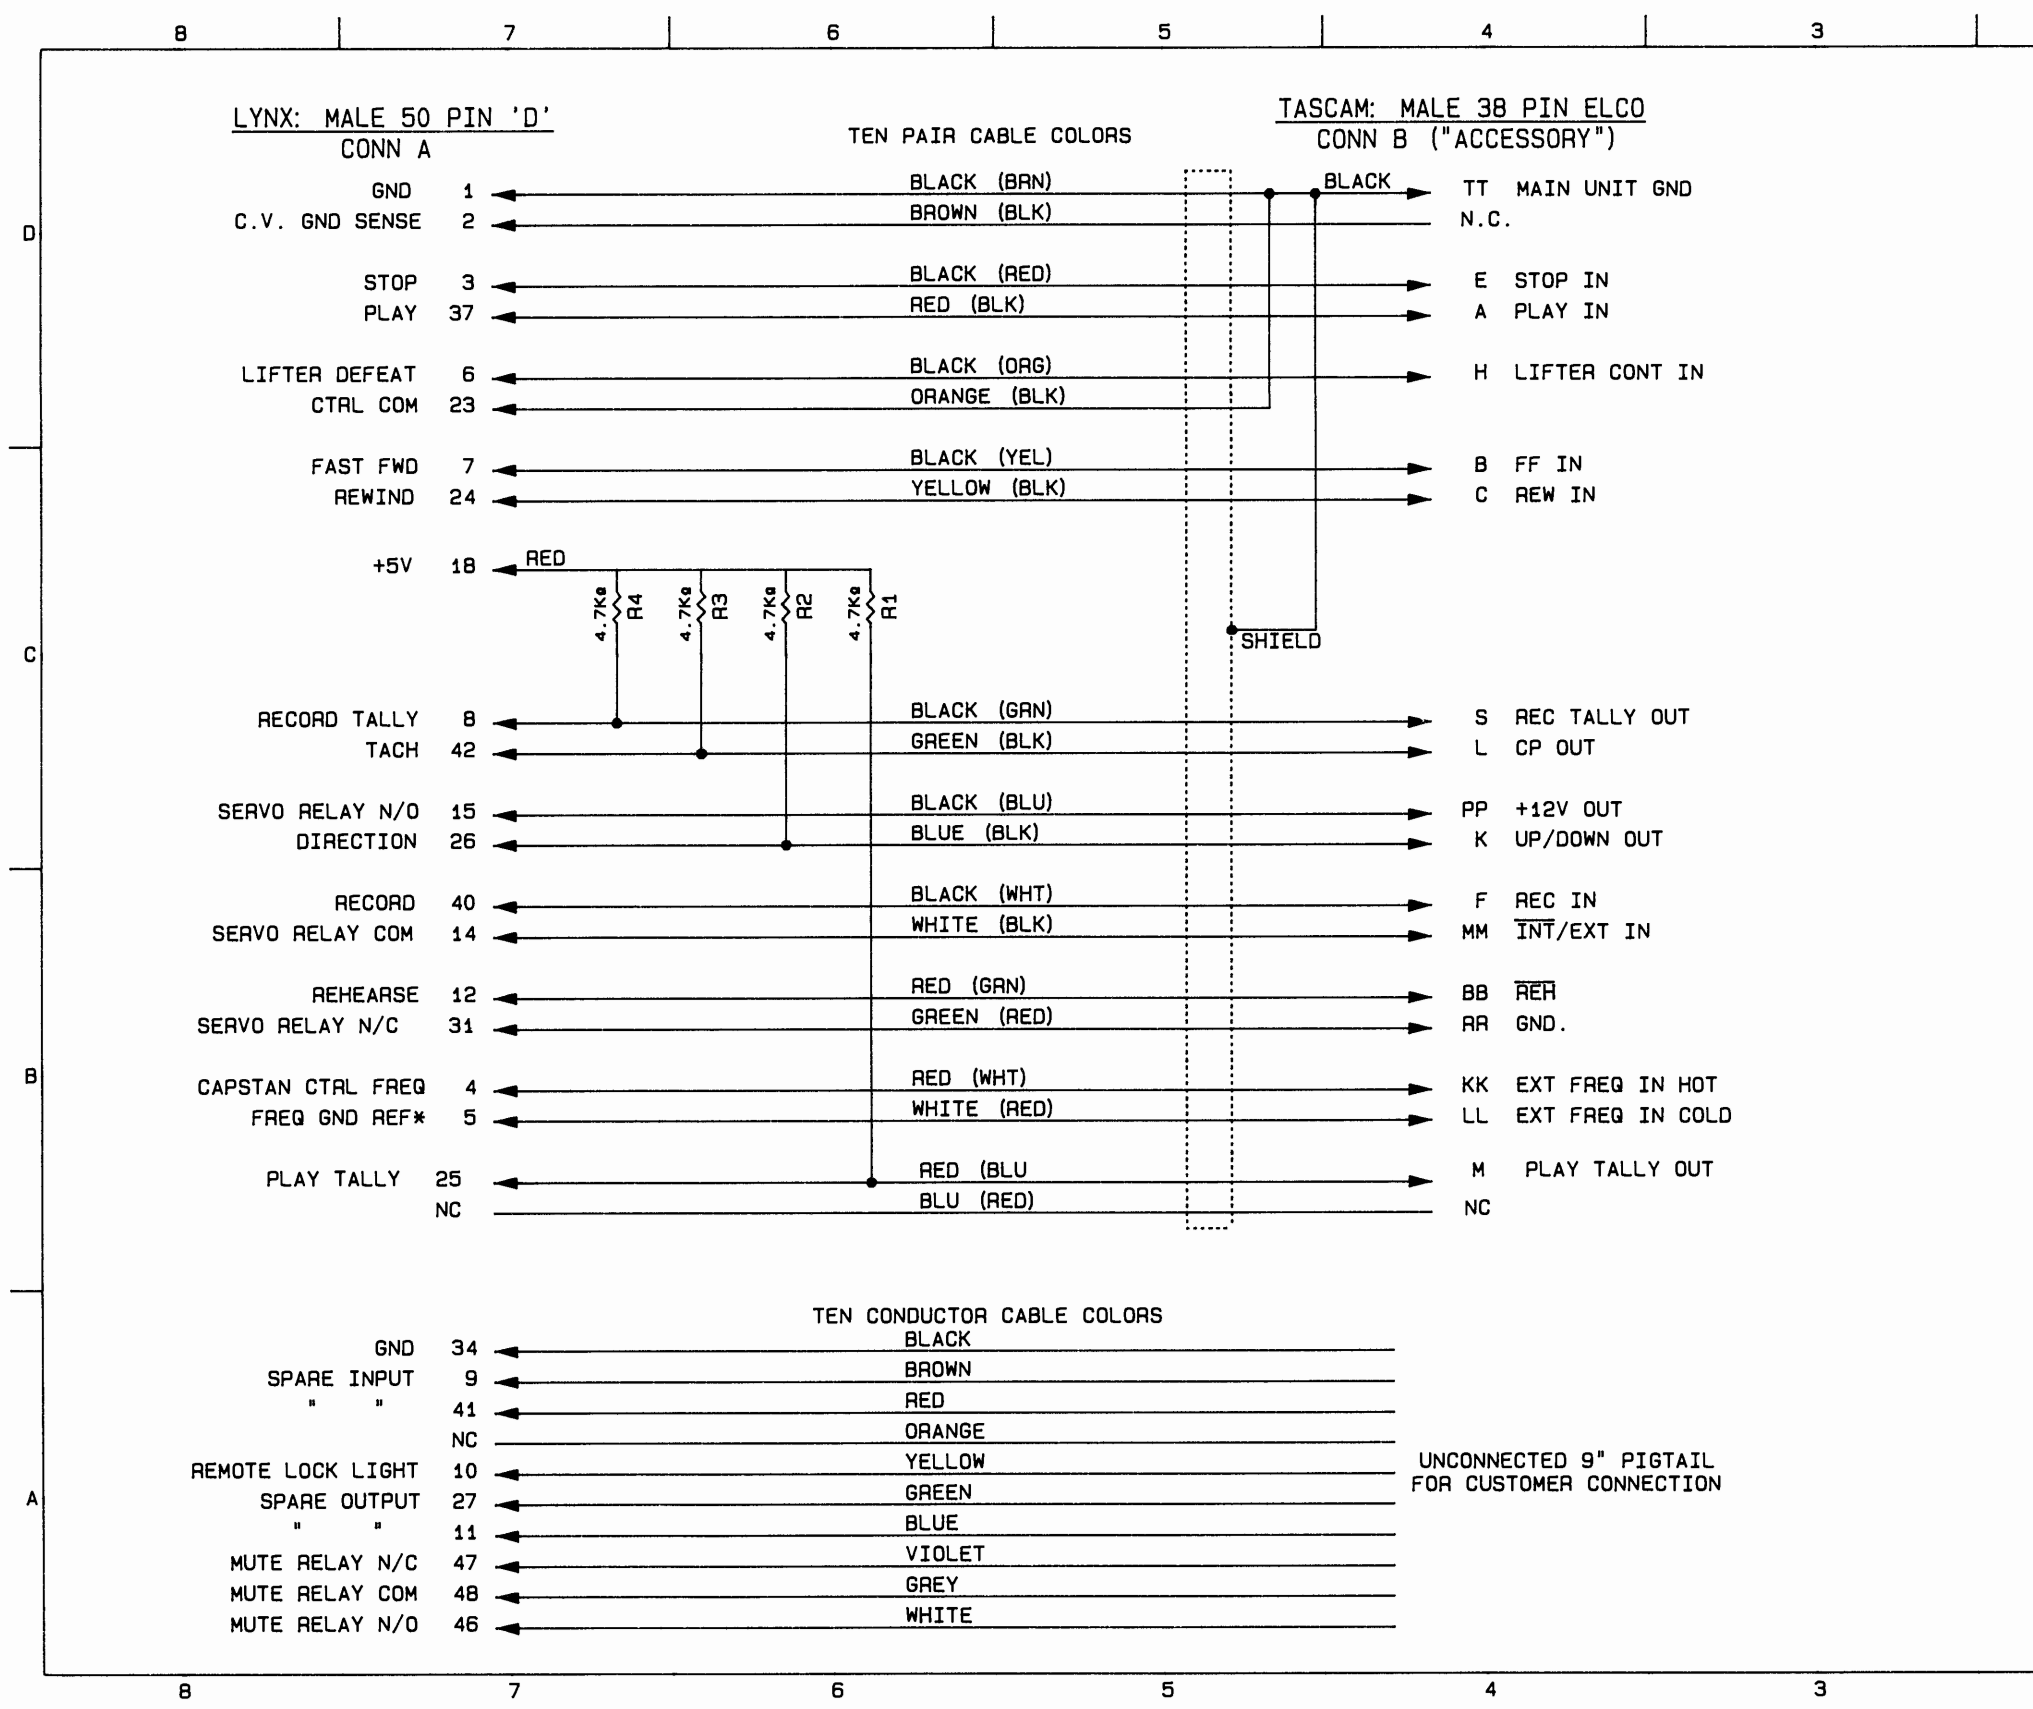 8 7 6 5 4 3
LYNX: MALE 50 PIN 'D'
CONN A
TEN PAIR CABLE COLORS
TASCAM: MALE 38 PIN ELCO
CONN B ("ACCESSORY")
GND 1 BLACK (BRN) BLACK TT MAIN UNIT GND
C.V. GND SENSE 2 BROWN (BLK) N.C.
D
STOP 3 BLACK (RED) E STOP IN
PLAY 37 RED (BLK) A PLAY IN
LIFTER DEFEAT 6 BLACK (ORG) H LIFTER CONT IN
CTRL COM 23 ORANGE (BLK)
FAST FWD 7 BLACK (YEL) B FF IN
REWIND 24 YELLOW (BLK) C REW IN
+5V 18 RED
4.7KΩ R4 4.7KΩ R3 4.7KΩ R2 4.7KΩ R1
SHIELD
C
RECORD TALLY 8 BLACK (GRN) S REC TALLY OUT
TACH 42 GREEN (BLK) L CP OUT
SERVO RELAY N/O 15 BLACK (BLU) PP +12V OUT
DIRECTION 26 BLUE (BLK) K UP/DOWN OUT
RECORD 40 BLACK (WHT) F REC IN
SERVO RELAY COM 14 WHITE (BLK) MM INT/EXT IN
REHEARSE 12 RED (GRN) BB REH
SERVO RELAY N/C 31 GREEN (RED) RR GND.
B
CAPSTAN CTRL FREQ 4 RED (WHT) KK EXT FREQ IN HOT
FREQ GND REF* 5 WHITE (RED) LL EXT FREQ IN COLD
PLAY TALLY 25 RED (BLU M PLAY TALLY OUT
NC BLU (RED) NC
TEN CONDUCTOR CABLE COLORS
GND 34 BLACK
SPARE INPUT 9 BROWN
" " 41 RED
NC ORANGE
REMOTE LOCK LIGHT 10 YELLOW
UNCONNECTED 9" PIGTAIL
FOR CUSTOMER CONNECTION
A
SPARE OUTPUT 27 GREEN
" " 11 BLUE
MUTE RELAY N/C 47 VIOLET
MUTE RELAY COM 48 GREY
MUTE RELAY N/O 46 WHITE
8 7 6 5 4 3